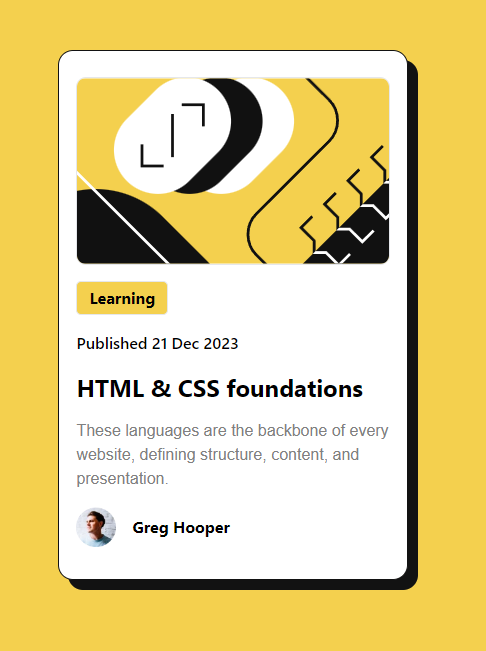 Learning
Published 21 Dec 2023
HTML & CSS foundations
These languages are the backbone of every
website, defining structure, content, and
presentation.
Greg Hooper